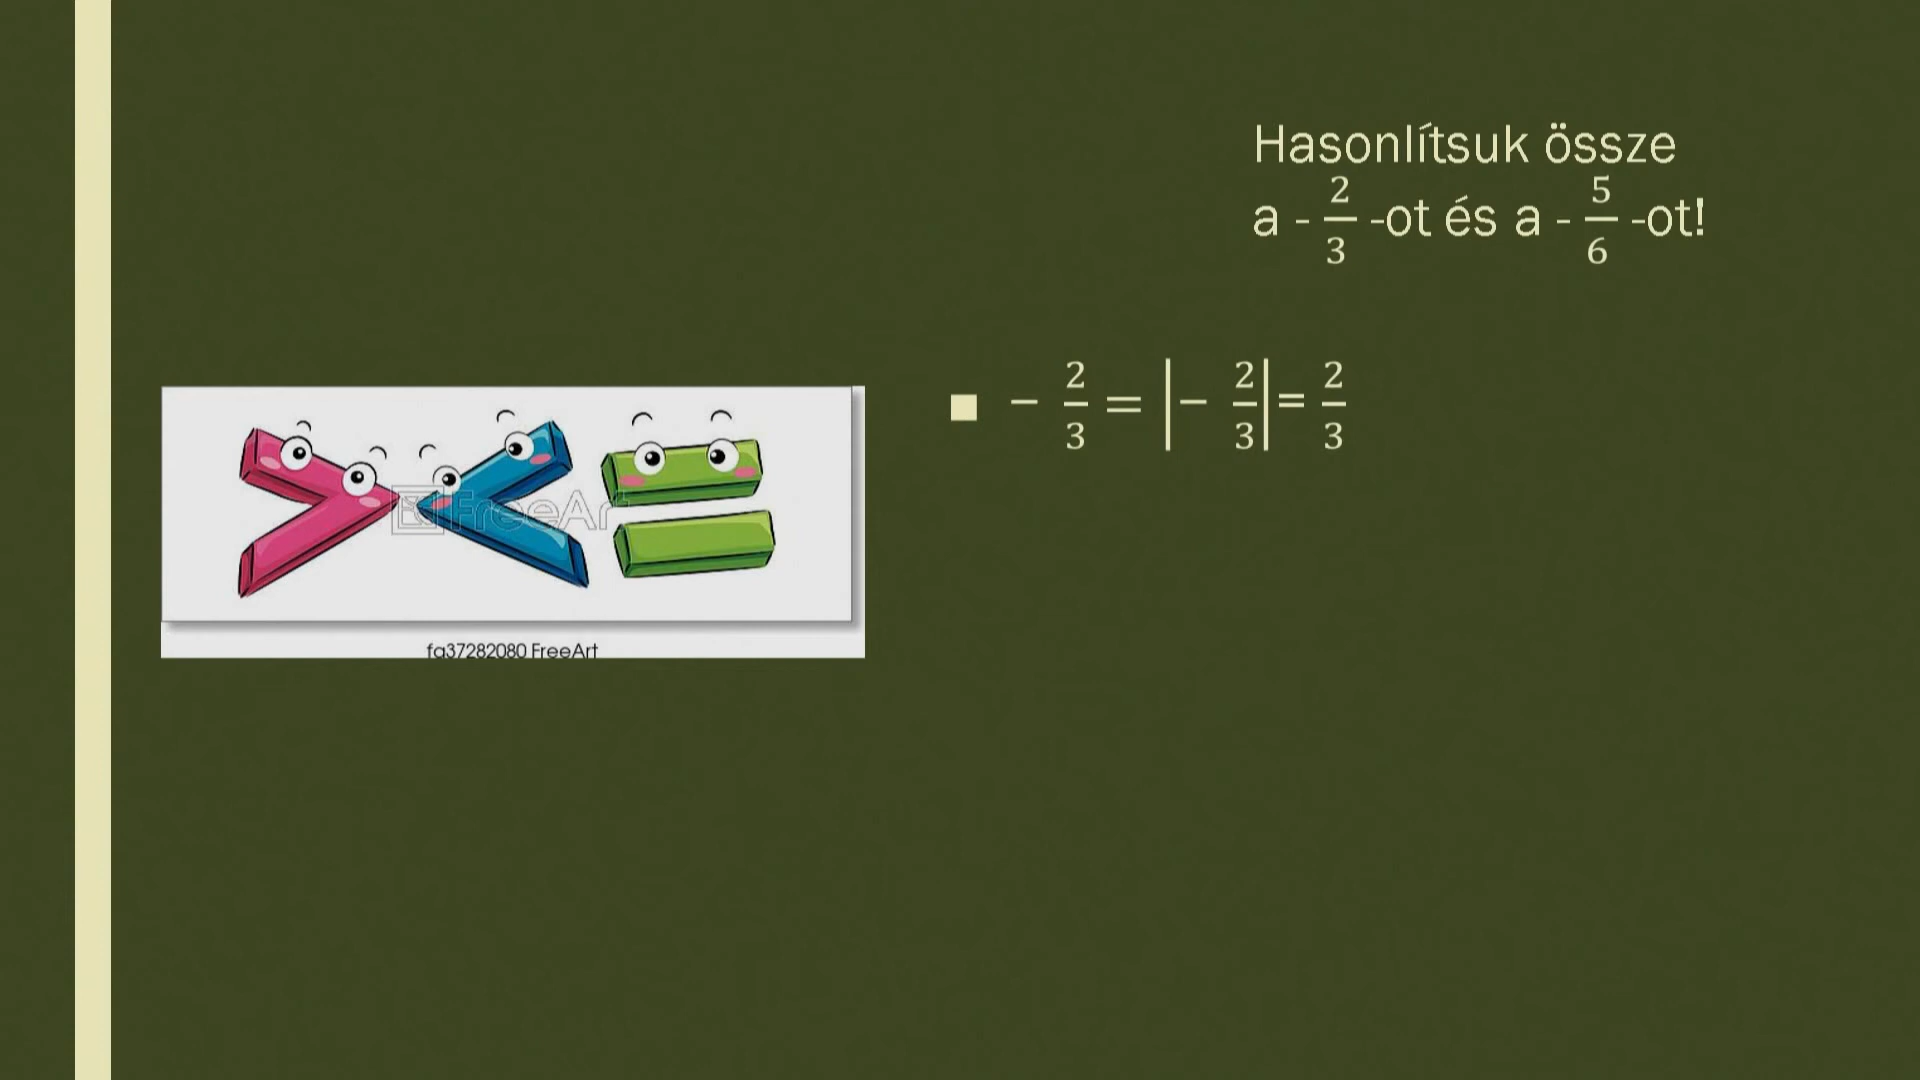 Hasonlítsuk össze
a - 2/3 -ot és a - 5/6 -ot!
■ − 2/3 = |− 2/3| = 2/3
FreeArt
fa37282080 FreeArt